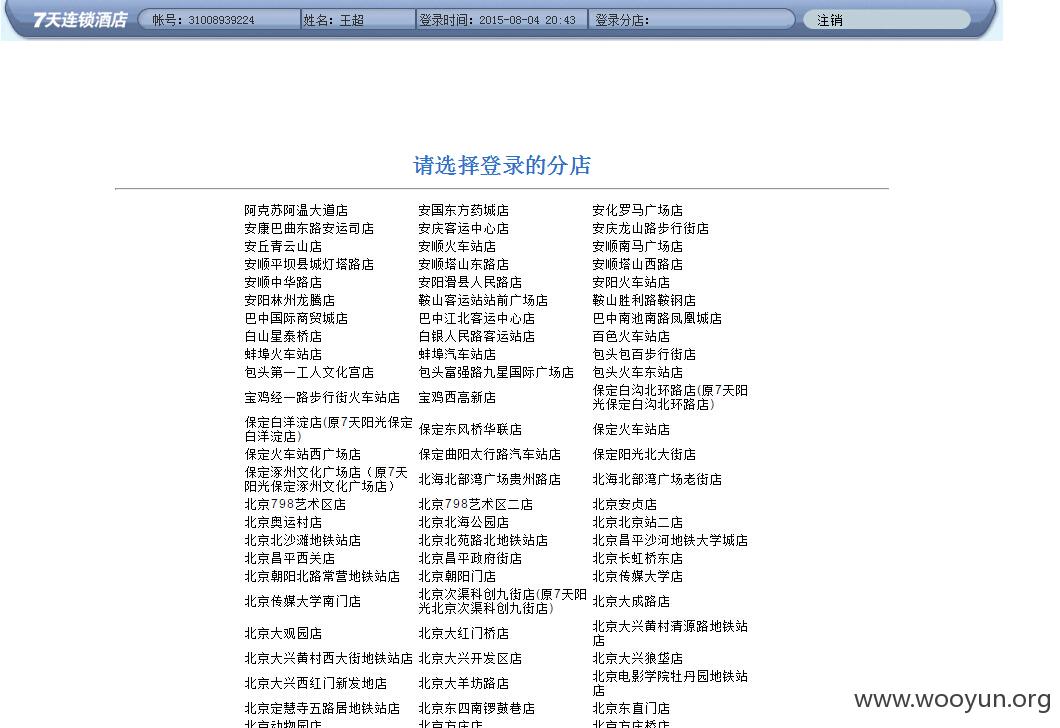 7天连锁酒店 帐号：31008939224 姓名：王超 登录时间：2015-08-04 20:43 登录分店： 注销
请选择登录的分店
阿克苏阿温大道店 安国东方药城店 安化罗马广场店
安康巴曲东路安运司店 安庆客运中心店 安庆龙山路步行街店
安丘青云山店 安顺火车站店 安顺南马广场店
安顺平坝县城灯塔路店 安顺塔山东路店 安顺塔山西路店
安顺中华路店 安阳滑县人民路店 安阳火车站店
安阳林州龙腾店 鞍山客运站站前广场店 鞍山胜利路鞍钢店
巴中国际商贸城店 巴中江北客运中心店 巴中南池南路凤凰城店
白山星泰桥店 白银人民路客运站店 百色火车站店
蚌埠火车站店 蚌埠汽车站店 包头包百步行街店
包头第一工人文化宫店 包头富强路九星国际广场店 包头火车东站店
宝鸡经一路步行街火车站店 宝鸡西高新店 保定白沟北环路店(原7天阳
光保定白沟北环路店)
保定白洋淀店(原7天阳光保定
白洋淀店) 保定东风桥华联店 保定火车站店
保定火车站西广场店 保定曲阳太行路汽车站店 保定阳光北大街店
保定涿州文化广场店（原7天
阳光保定涿州文化广场店） 北海北部湾广场贵州路店 北海北部湾广场老街店
北京798艺术区店 北京798艺术区二店 北京安贞店
北京奥运村店 北京北海公园店 北京北京站二店
北京北沙滩地铁站店 北京北苑路北地铁站店 北京昌平沙河地铁大学城店
北京昌平西关店 北京昌平政府街店 北京长虹桥东店
北京朝阳北路常营地铁站店 北京朝阳门店 北京传媒大学店
北京传媒大学南门店 北京次渠科创九街店(原7天阳
光北京次渠科创九街店) 北京大成路店
北京大观园店 北京大红门桥店 北京大兴黄村清源路地铁站
店
北京大兴黄村西大街地铁站店 北京大兴开发区店 北京大兴狼垡店
北京大兴西红门新发地店 北京大羊坊路店 北京电影学院牡丹园地铁站
店
北京定慧寺五路居地铁站店 北京东四南锣鼓巷店 北京东直门店
北京动物园店 北京方庄店 北京方庄桥店
www.wooyun.org